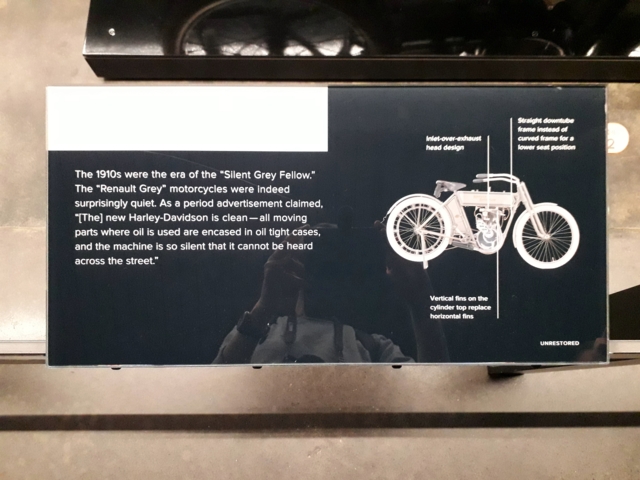 The 1910s were the era of the "Silent Grey Fellow."
The "Renault Grey" motorcycles were indeed
surprisingly quiet. As a period advertisement claimed,
"[The] new Harley-Davidson is clean — all moving
parts where oil is used are encased in oil tight cases,
and the machine is so silent that it cannot be heard
across the street."
Inlet-over-exhaust
head design
Straight downtube
frame instead of
curved frame for a
lower seat position
Vertical fins on the
cylinder top replace
horizontal fins
UNRESTORED
2